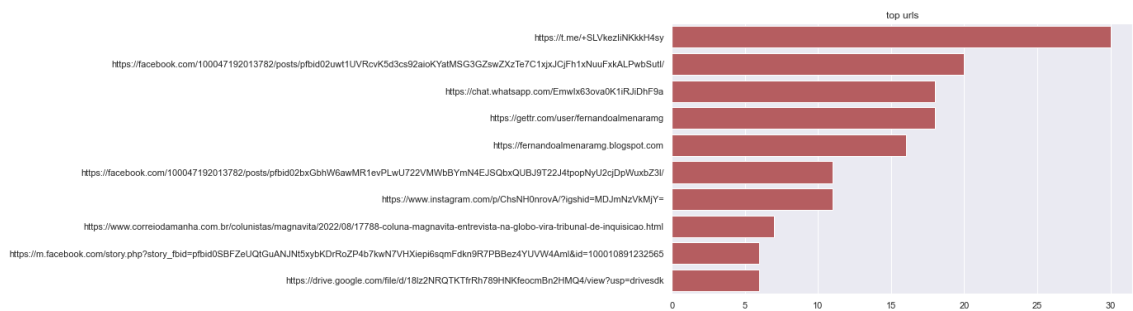 top urls
https://t.me/+SLVkezIiNKkkH4sy
https://facebook.com/100047192013782/posts/pfbid02uwt1UVRcvK5d3cs92aioKYatMSG3GZswZXzTe7C1xjxJCjFh1xNuuFxkALPwbSutl/
https://chat.whatsapp.com/Emwlx63ova0K1iRJiDhF9a
https://gettr.com/user/fernandoalmenaramg
https://fernandoalmenaramg.blogspot.com
https://facebook.com/100047192013782/posts/pfbid02bxGbhW6awMR1evPLwU722VMWbBYmN4EJSQbxQUBJ9T22J4tpopNyU2cjDpWuxbZ3l/
https://www.instagram.com/p/ChsNH0nrovA/?igshid=MDJmNzVkMjY=
https://www.correiodamanha.com.br/colunistas/magnavita/2022/08/17788-coluna-magnavita-entrevista-na-globo-vira-tribunal-de-inquisicao.html
https://m.facebook.com/story.php?story_fbid=pfbid0SBFZeUQtGuANJNt5xybKDrRoZP4b7kwN7VHXiepi6sqmFdkn9R7PBBez4YUVW4Aml&id=100010891232565
https://drive.google.com/file/d/18lz2NRQTKTfrRh789HNKfeocmBn2HMQ4/view?usp=drivesdk
0 5 10 15 20 25 30